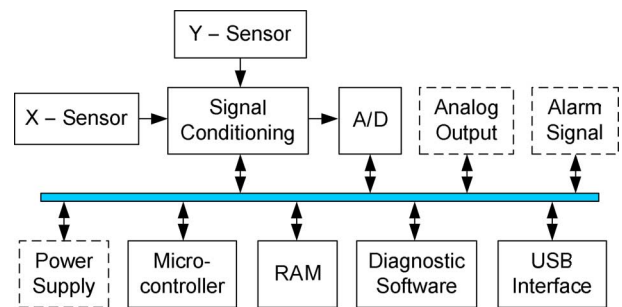 Y – Sensor
X – Sensor
Signal
Conditioning
A/D
Analog
Output
Alarm
Signal
Power
Supply
Micro-
controller
RAM
Diagnostic
Software
USB
Interface